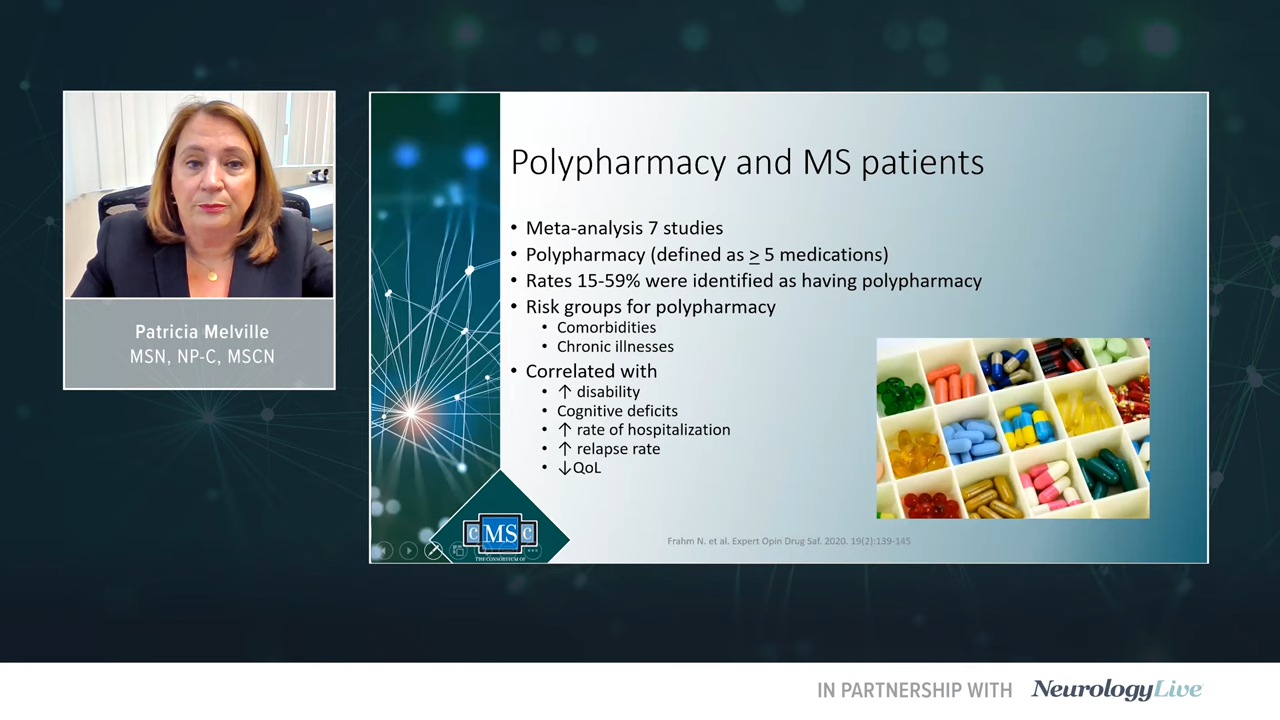 Patricia Melville
MSN, NP-C, MSCN
Polypharmacy and MS patients
• Meta-analysis 7 studies
• Polypharmacy (defined as ≥ 5 medications)
• Rates 15-59% were identified as having polypharmacy
• Risk groups for polypharmacy
• Comorbidities
• Chronic illnesses
• Correlated with
• ↑ disability
• Cognitive deficits
• ↑ rate of hospitalization
• ↑ relapse rate
• ↓QoL
CMSC
THE CONSORTIUM OF
Frahm N. et al. Expert Opin Drug Saf. 2020. 19(2):139-145
IN PARTNERSHIP WITH NeurologyLive